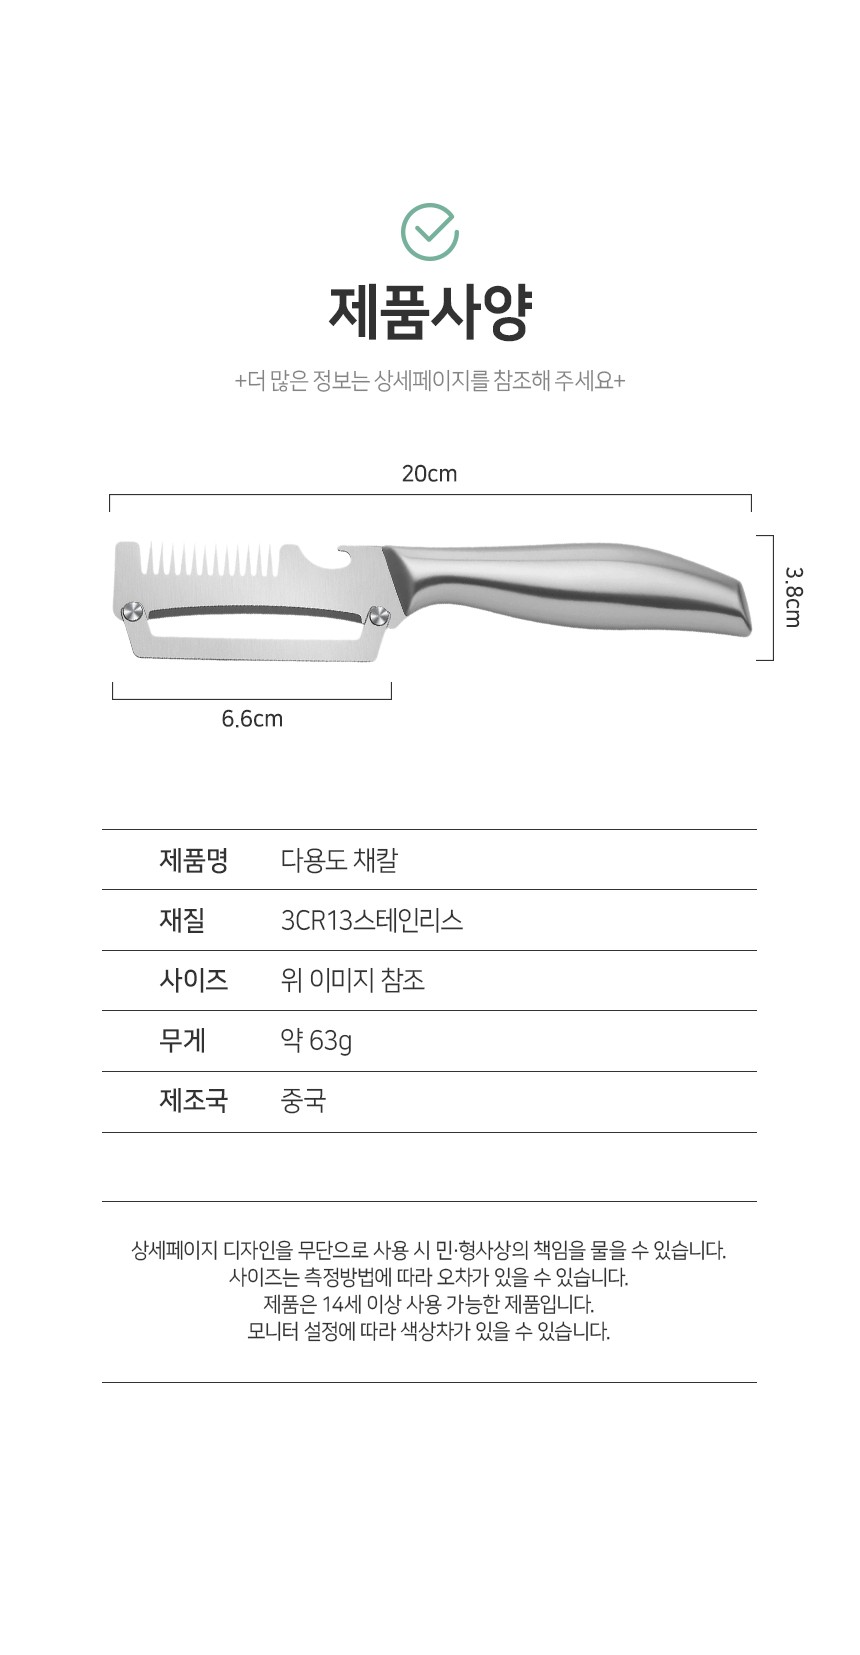 제품사양
+더 많은 정보는 상세페이지를 참조해 주세요+
20cm
3.8cm
6.6cm
제품명 다용도 채칼
재질 3CR13스테인리스
사이즈 위 이미지 참조
무게 약 63g
제조국 중국
상세페이지 디자인을 무단으로 사용 시 민·형사상의 책임을 물을 수 있습니다.
사이즈는 측정방법에 따라 오차가 있을 수 있습니다.
제품은 14세 이상 사용 가능한 제품입니다.
모니터 설정에 따라 색상차가 있을 수 있습니다.